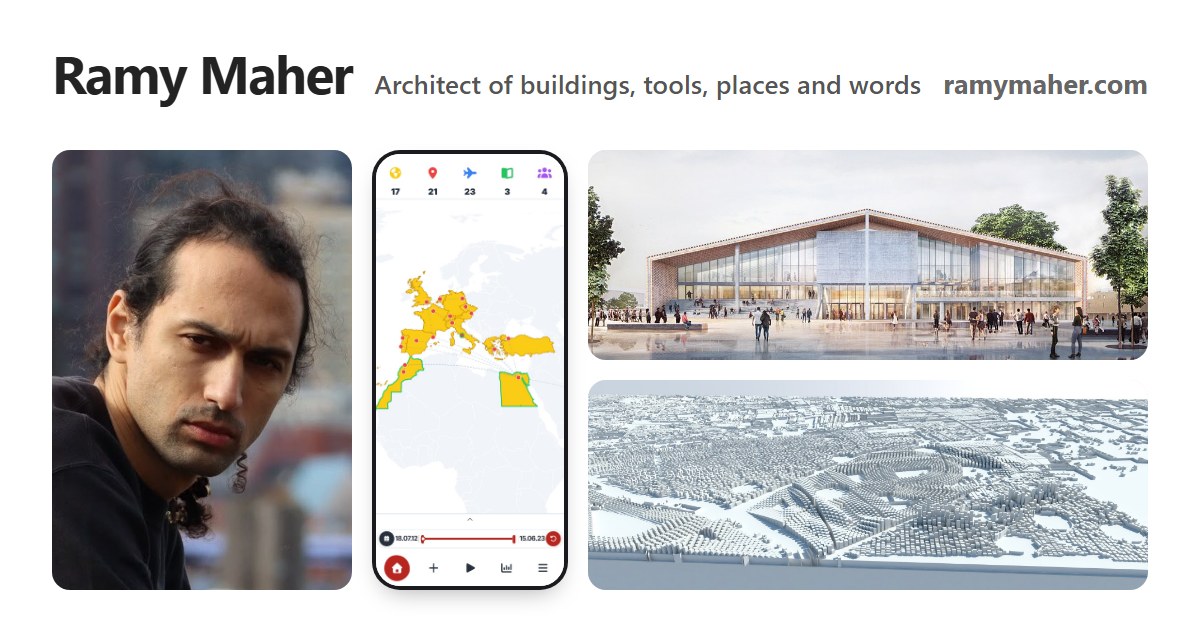 Ramy Maher Architect of buildings, tools, places and words ramymaher.com
17 21 23 3 4
18.07.12 15.06.23